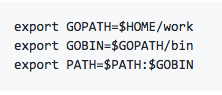 export GOPATH=$HOME/work
export GOBIN=$GOPATH/bin
export PATH=$PATH:$GOBIN